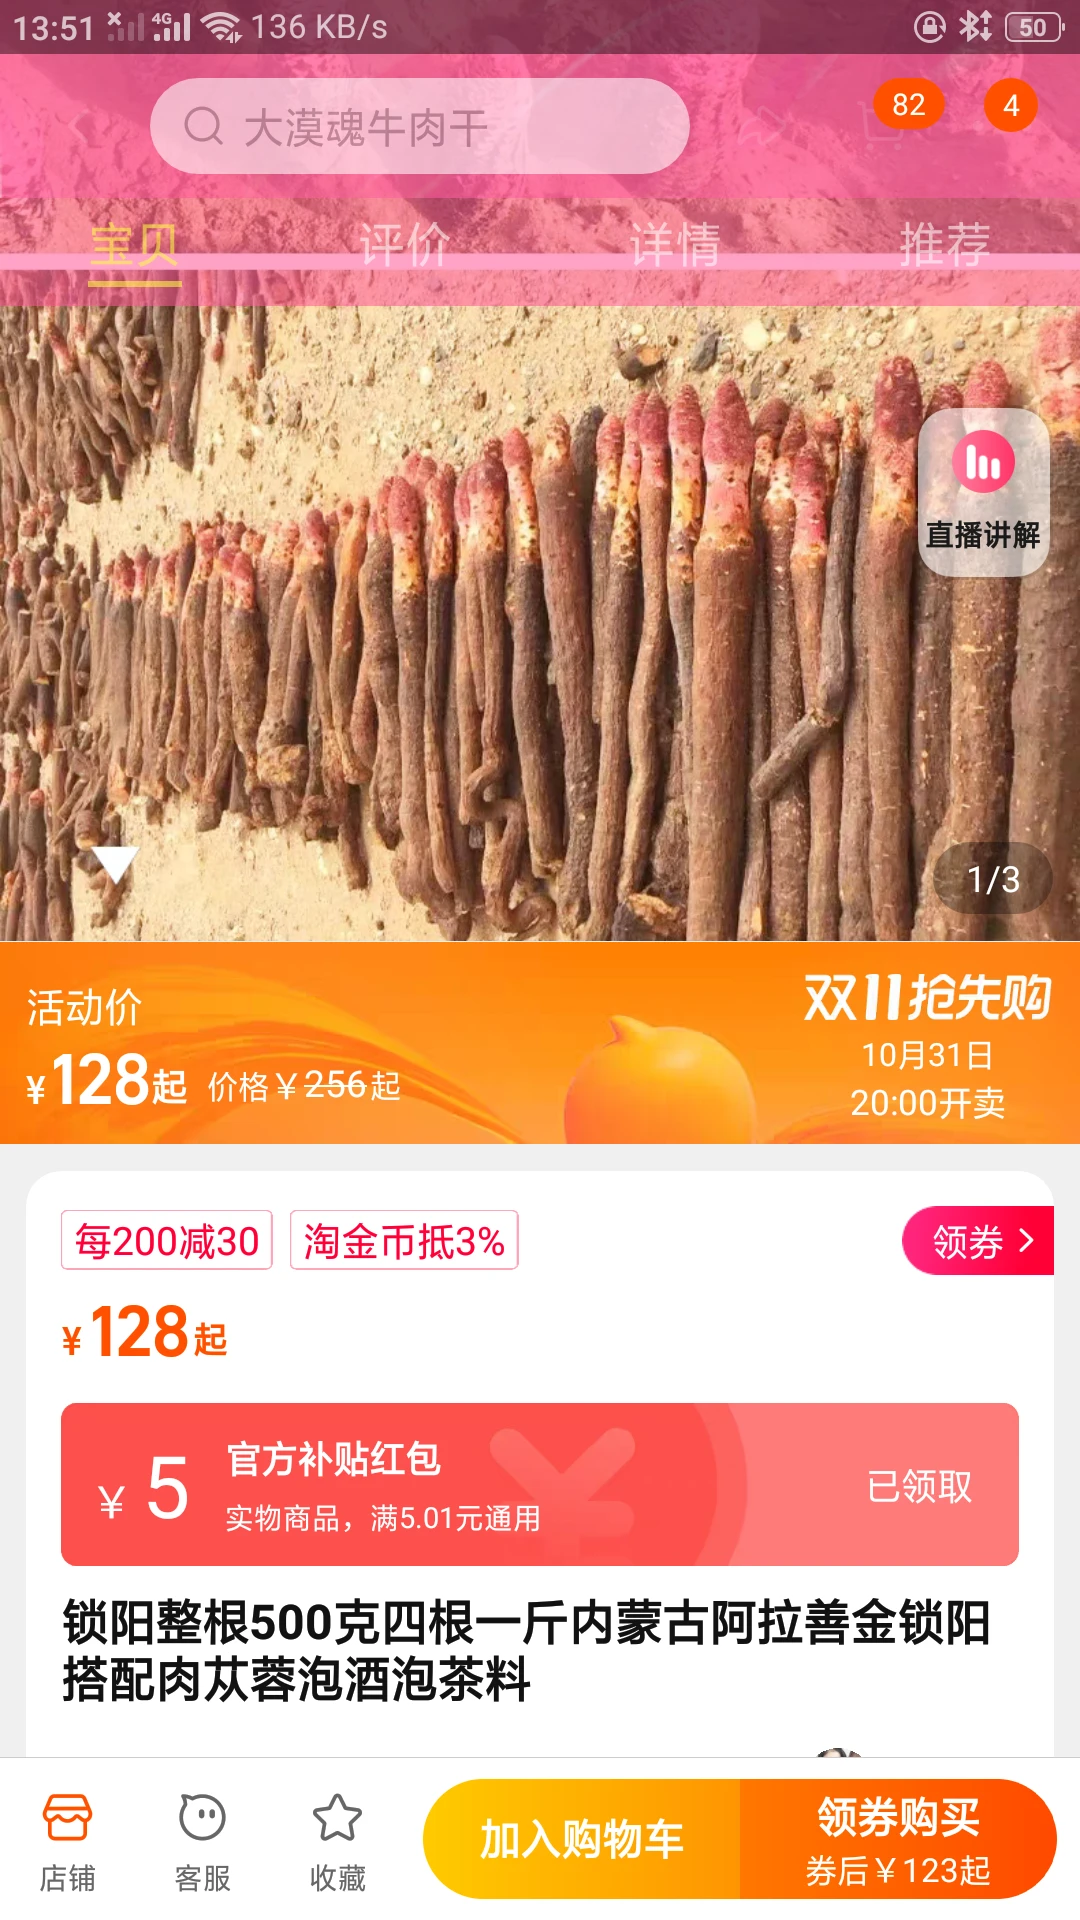 13:51 4G 136 KB/s 50
大漠魂牛肉干
82 4
宝贝 评价 详情 推荐
直播讲解
1/3
活动价
¥128起 价格¥256起
双11抢先购
10月31日
20:00开卖
每200减30 淘金币抵3% 领券
¥128起
¥ 5 官方补贴红包
实物商品，满5.01元通用
已领取
锁阳整根500克四根一斤内蒙古阿拉善金锁阳
搭配肉苁蓉泡酒泡茶料
店铺 客服 收藏
加入购物车
领券购买
券后¥123起